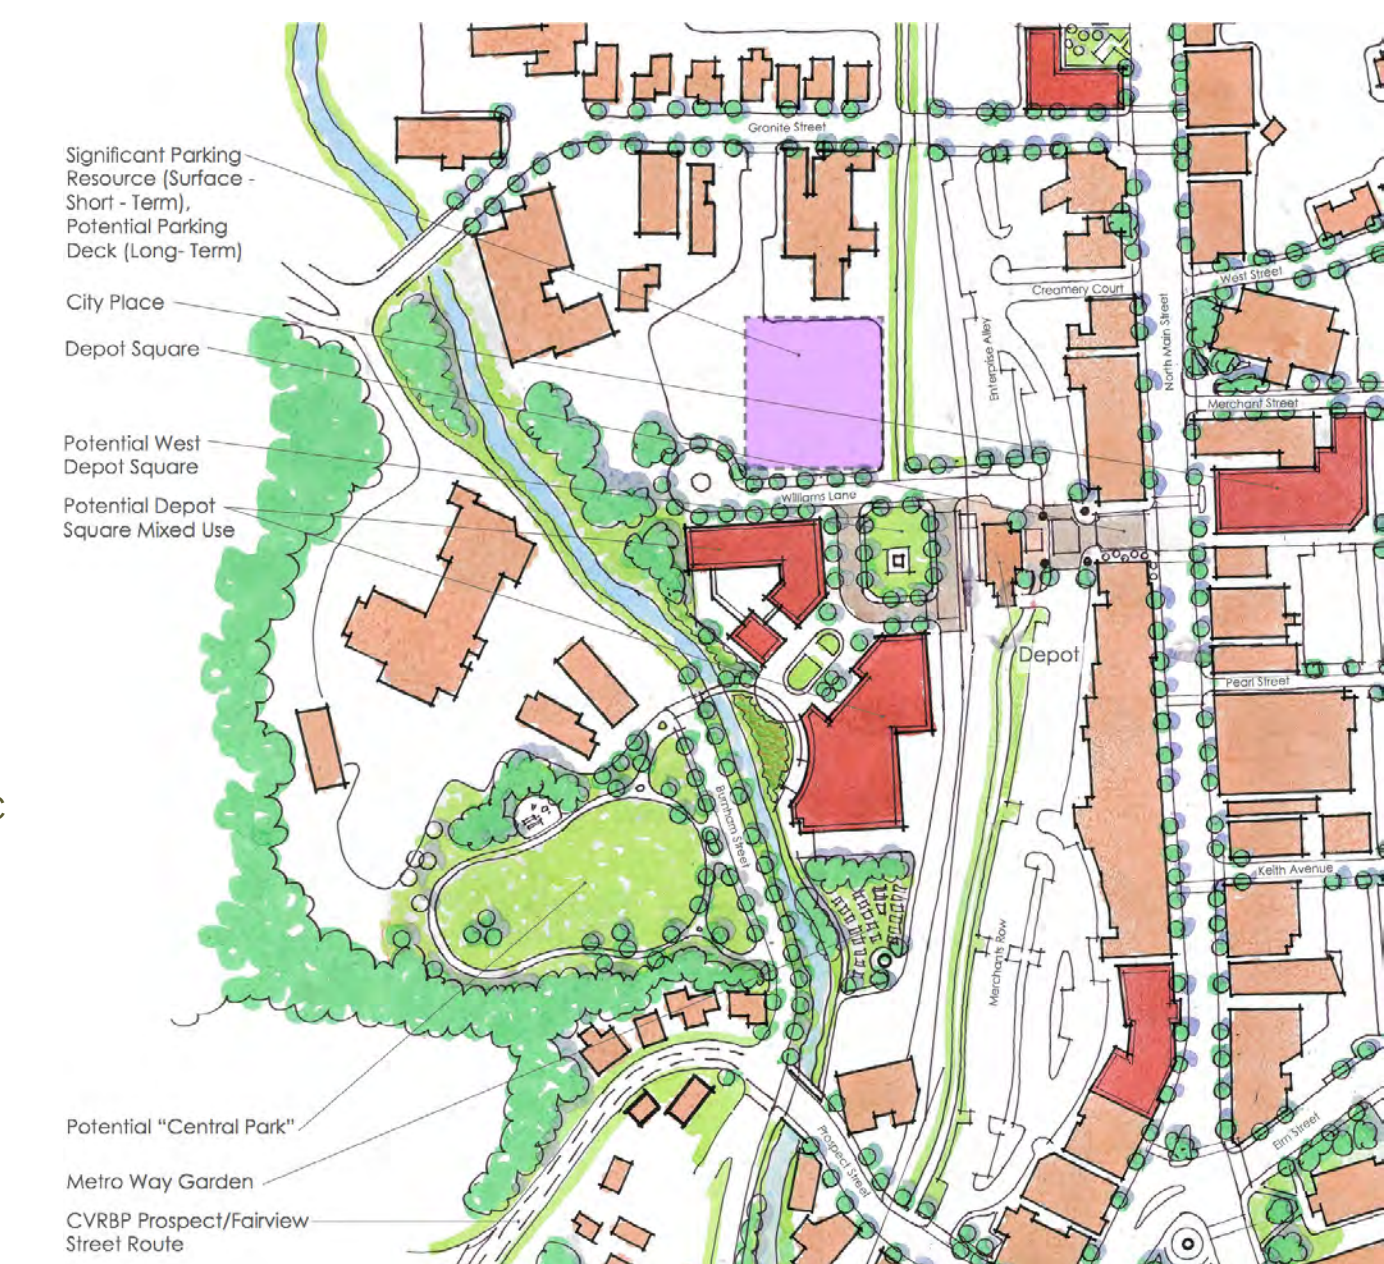 Granite Street
Significant Parking
Resource (Surface -
Short - Term),
Potential Parking
Deck (Long- Term)
West Street
Creamery Court
City Place
North Main Street
Enterprise Alley
Depot Square
Merchant Street
Potential West
Depot Square
Williams Lane
Potential Depot
Square Mixed Use
Depot
Pearl Street
Burnham Street
Keith Avenue
Merchants Row
Potential “Central Park”
Elm Street
Prospect Street
Metro Way Garden
CVRBP Prospect/Fairview
Street Route